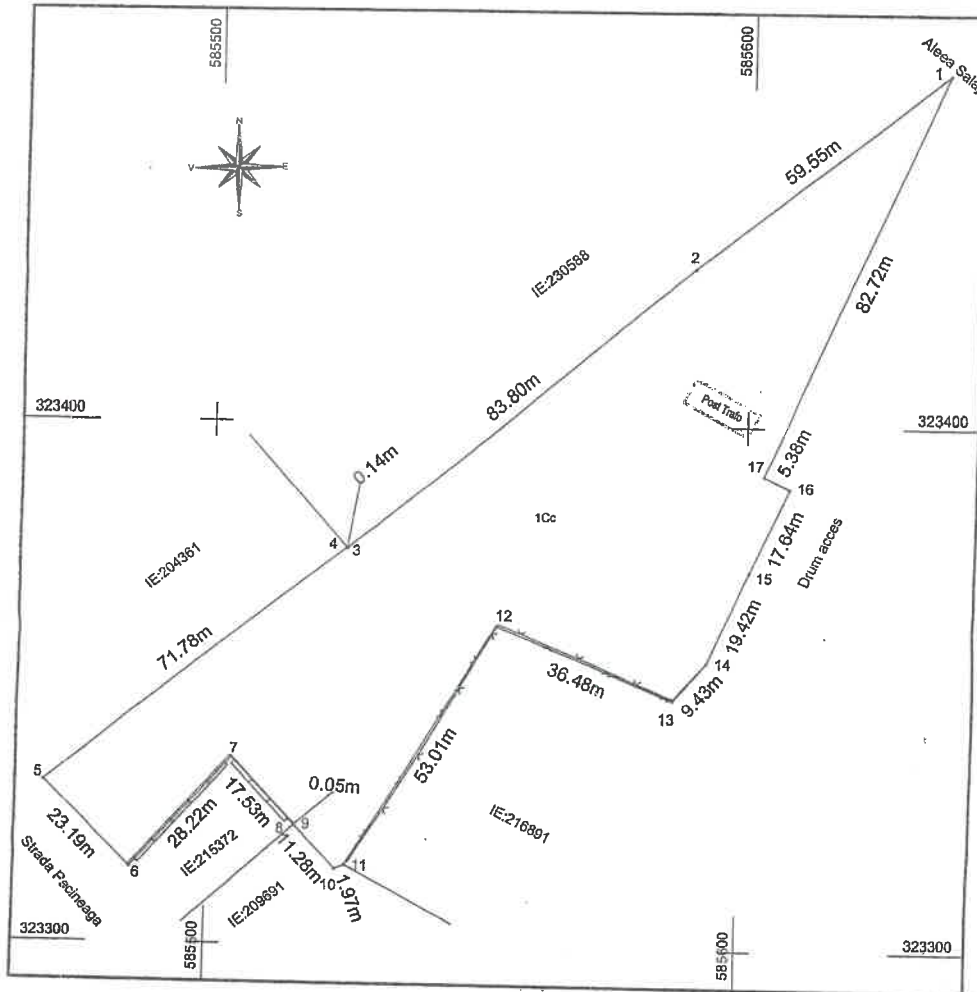 585500
585600
Aleea Salaj
1
N
V
E
S
59.55m
2
IE:230588
82.72m
323400
83.80m
Post Trafo
323400
0.14m
17
5.38m
16
4
3
1Cc
17.64m
IE:204361
15
Drum acces
12
71.78m
19.42m
36.48m
14
13
9.43m
7
53.01m
5
0.05m
17.53m
28.22m
8
9
IE:216891
23.19m
IE:215372
11.28m
6
10
11
1.97m
Strada Pecineaga
IE:209691
323300
585500
585600
323300